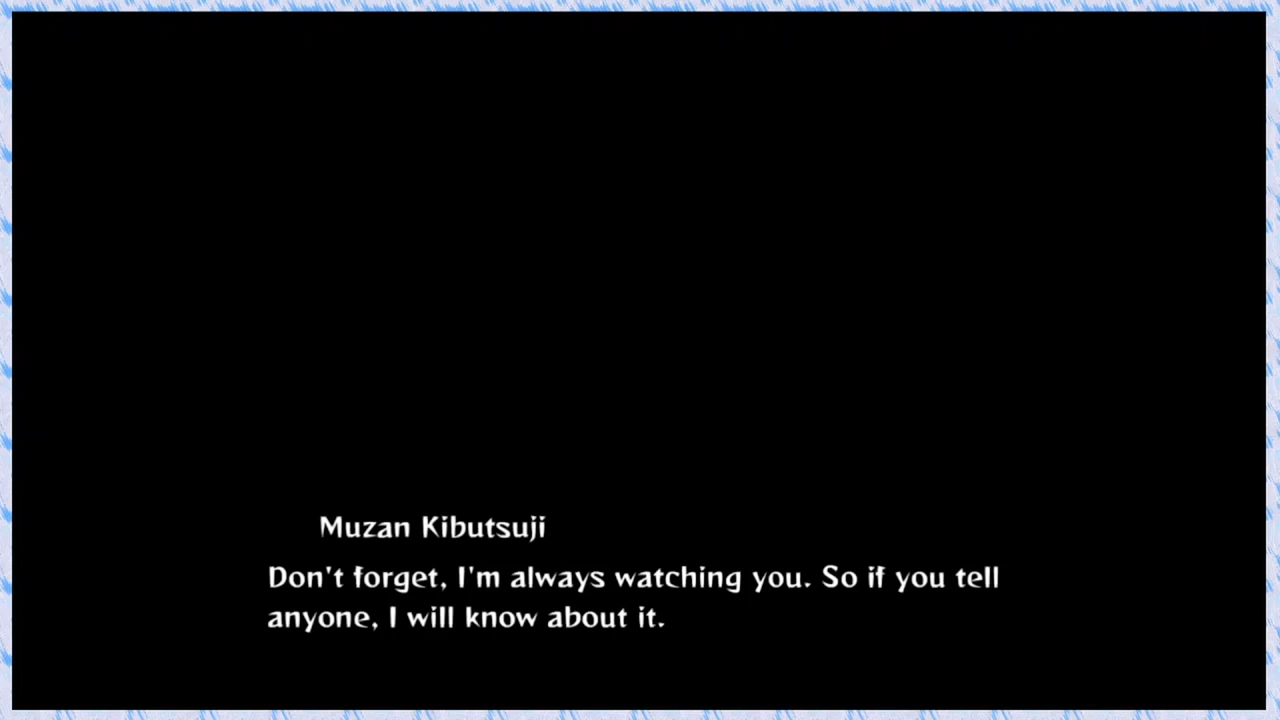 Muzan Kibutsuji
Don't forget, I'm always watching you. So if you tell
anyone, I will know about it.